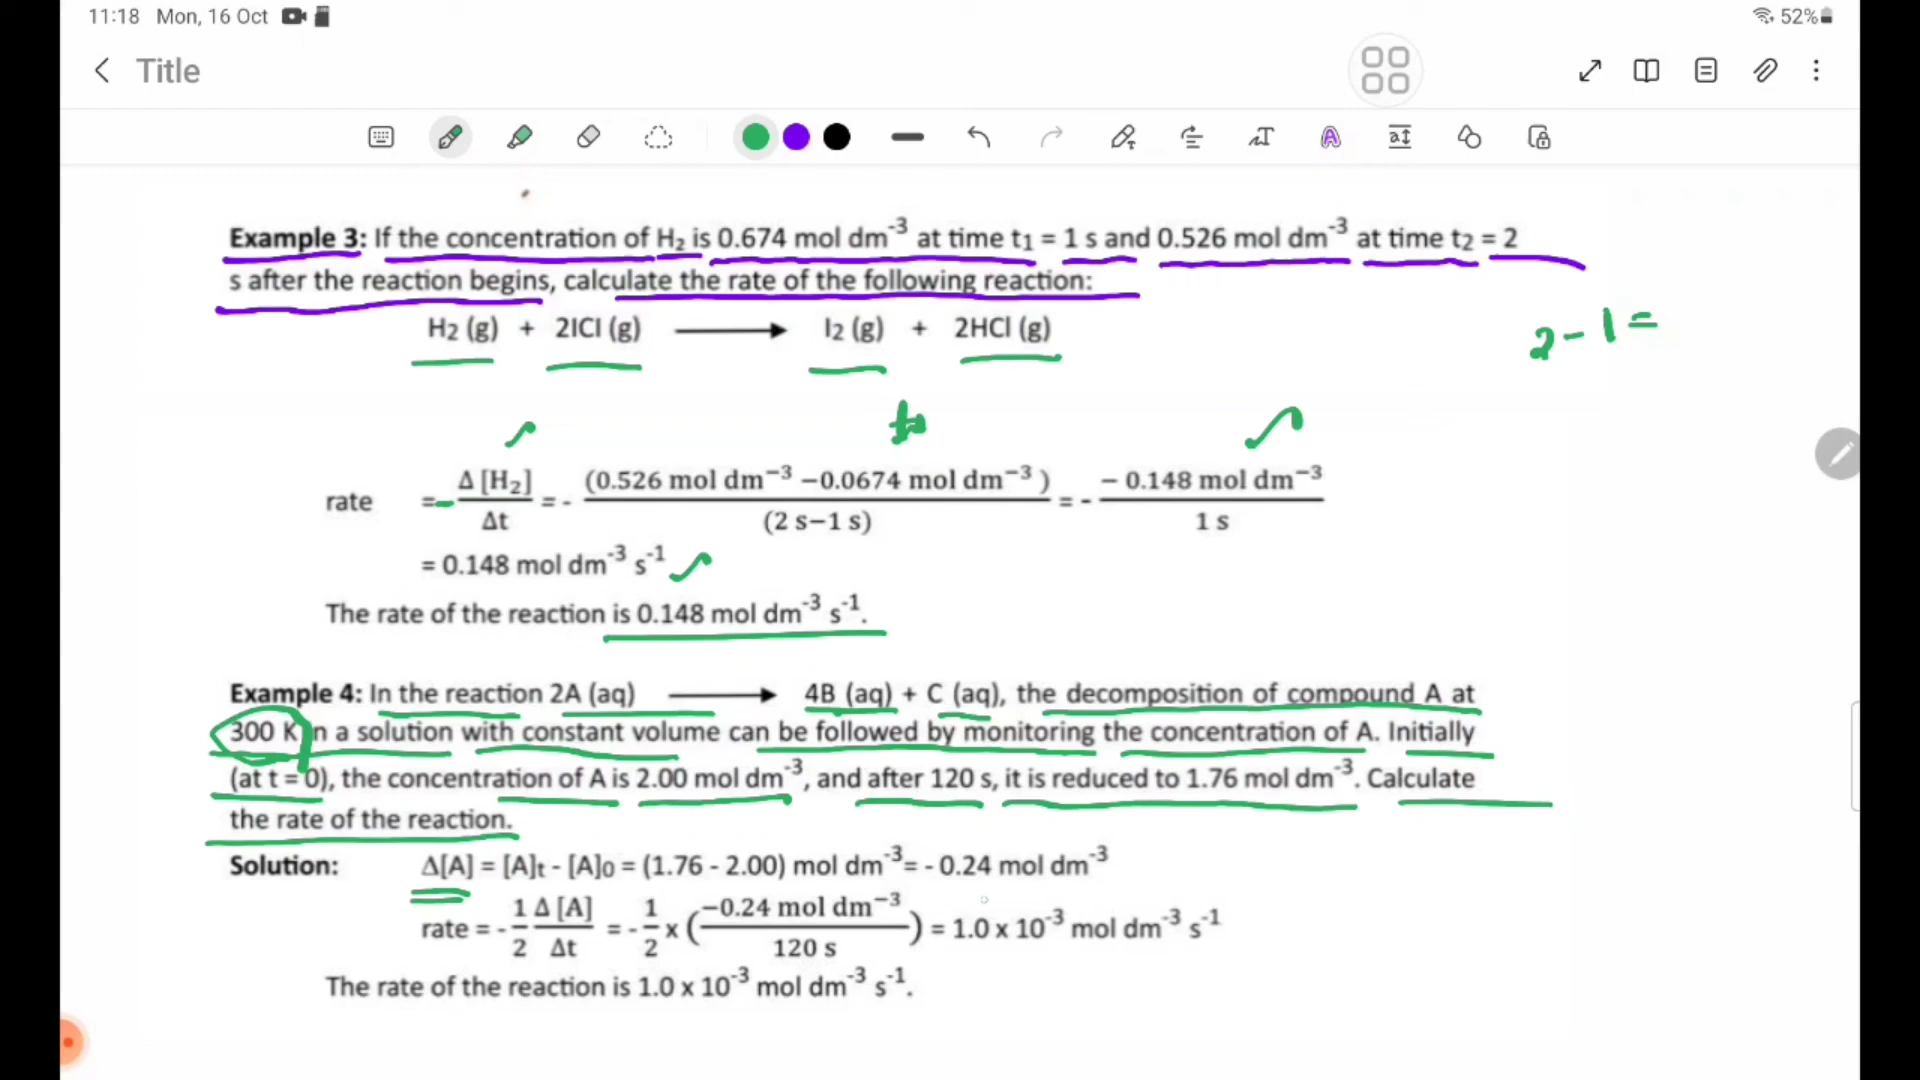 11:18 Mon, 16 Oct 52%
Title
Example 3: If the concentration of H₂ is 0.674 mol dm⁻³ at time t₁ = 1 s and 0.526 mol dm⁻³ at time t₂ = 2
s after the reaction begins, calculate the rate of the following reaction:
H₂ (g) + 2ICl (g) ⟶ I₂ (g) + 2HCl (g)
2 - 1 =
rate = - Δ [H₂] / Δt = - (0.526 mol dm⁻³ −0.0674 mol dm⁻³ ) / (2 s−1 s) = - − 0.148 mol dm⁻³ / 1 s
= 0.148 mol dm⁻³ s⁻¹
The rate of the reaction is 0.148 mol dm⁻³ s⁻¹.
Example 4: In the reaction 2A (aq) ⟶ 4B (aq) + C (aq), the decomposition of compound A at
300 K in a solution with constant volume can be followed by monitoring the concentration of A. Initially
(at t = 0), the concentration of A is 2.00 mol dm⁻³, and after 120 s, it is reduced to 1.76 mol dm⁻³. Calculate
the rate of the reaction.
Solution: Δ[A] = [A]t - [A]0 = (1.76 - 2.00) mol dm⁻³= - 0.24 mol dm⁻³
rate = - 1/2 Δ [A]/Δt = - 1/2 x (−0.24 mol dm⁻³ / 120 s) = 1.0 x 10⁻³ mol dm⁻³ s⁻¹
The rate of the reaction is 1.0 x 10⁻³ mol dm⁻³ s⁻¹.